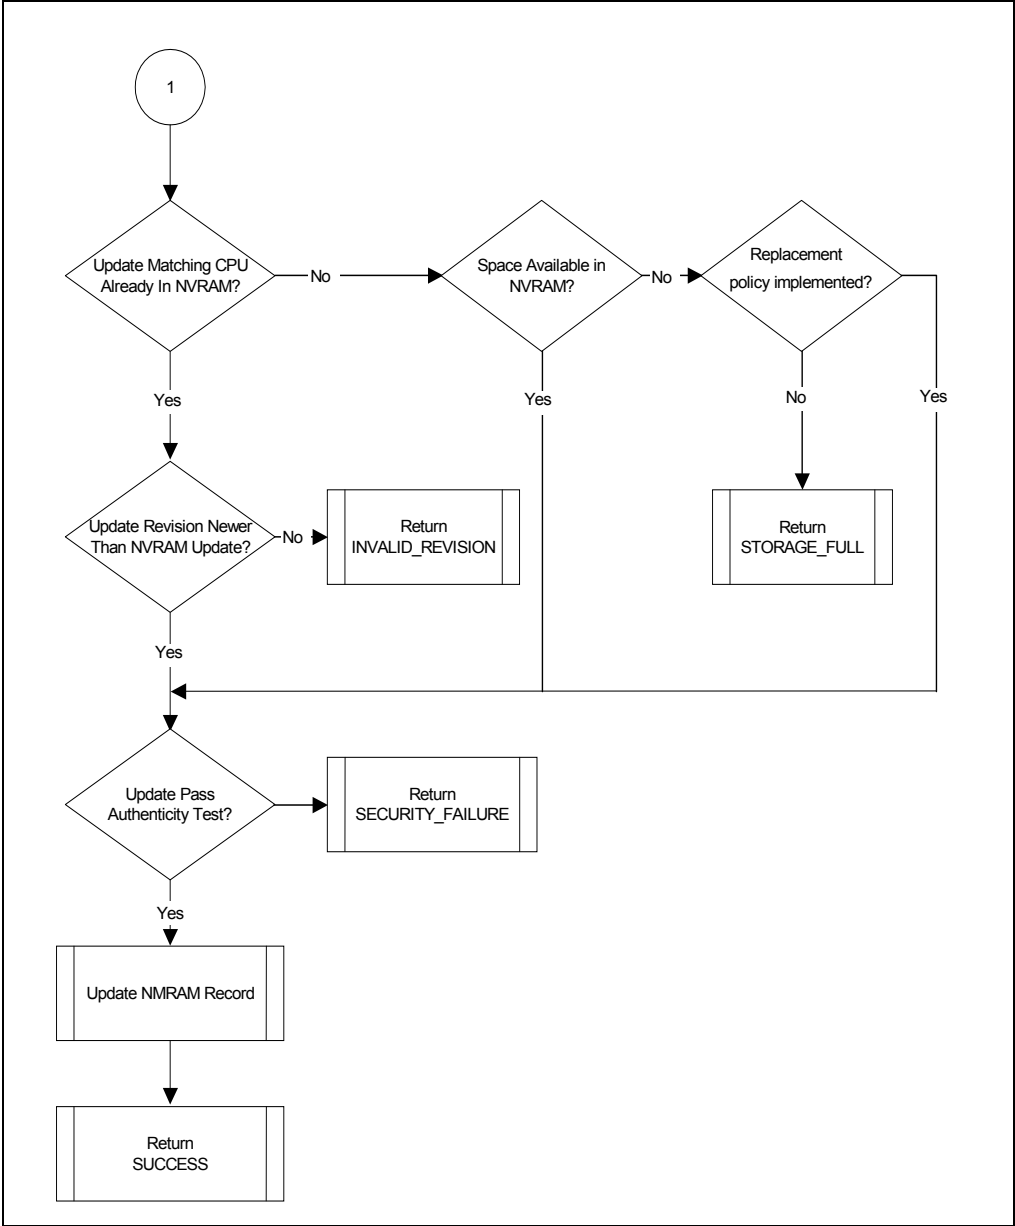 1
Update Matching CPU
Already In NVRAM?
No
Space Available in
NVRAM?
No
Replacement
policy implemented?
Yes
Yes
No
Yes
Update Revision Newer
Than NVRAM Update?
No
Return
INVALID_REVISION
Return
STORAGE_FULL
Yes
Update Pass
Authenticity Test?
Return
SECURITY_FAILURE
Yes
Update NMRAM Record
Return
SUCCESS